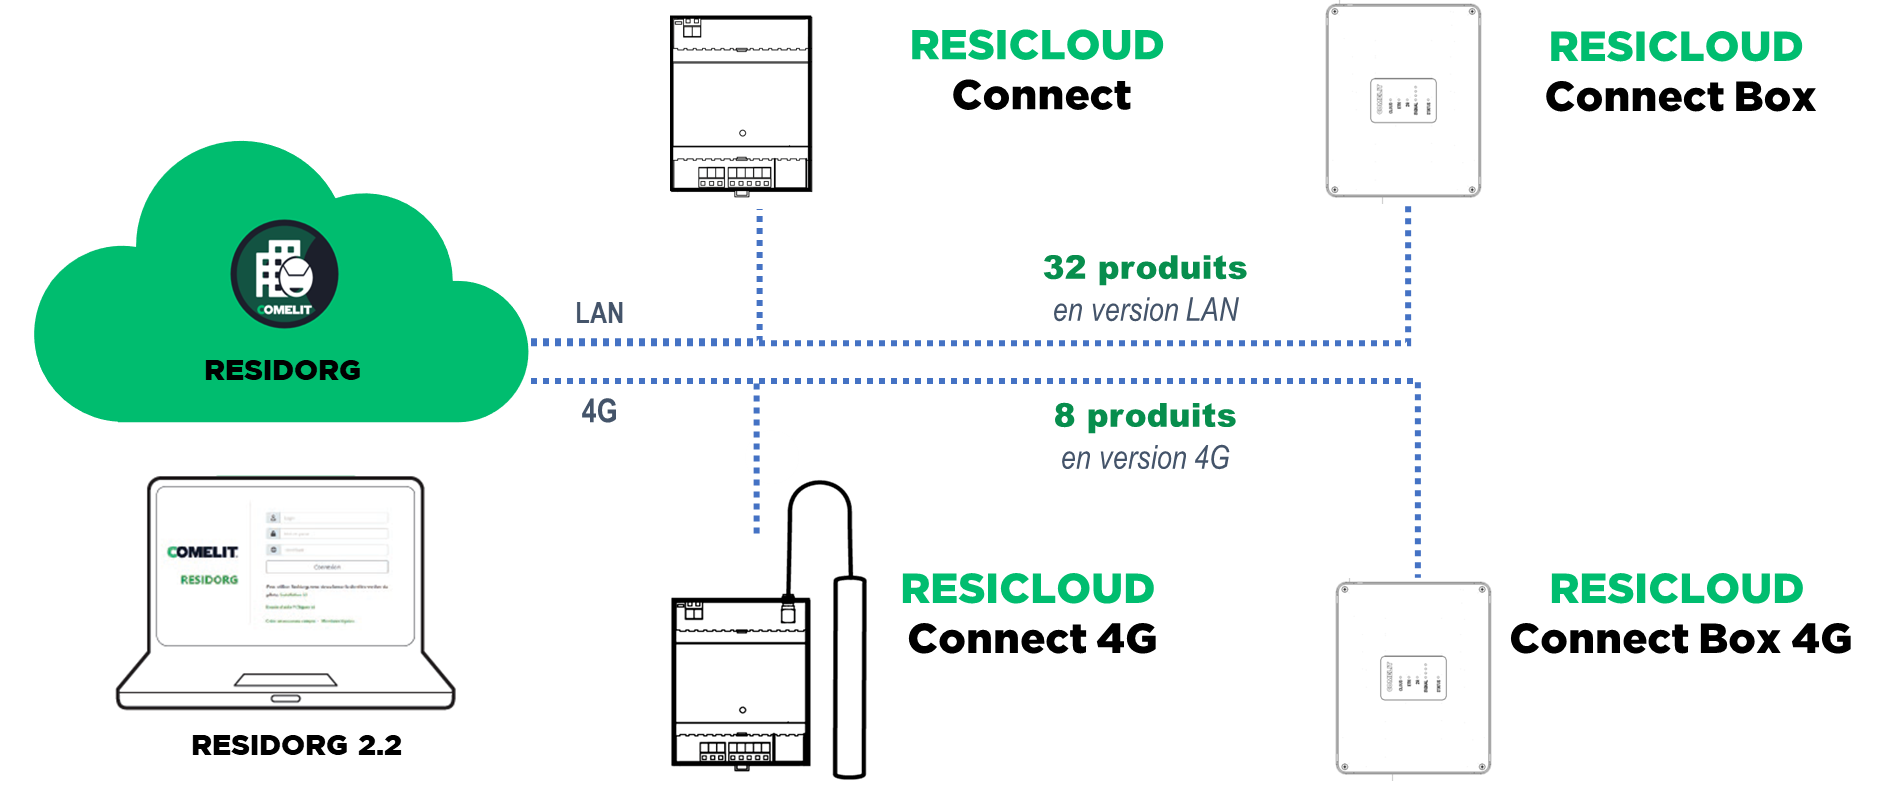 RESICLOUD
Connect
RESICLOUD
Connect Box
COMELIT
RESIDORG
LAN
32 produits
en version LAN
4G
8 produits
en version 4G
COMELIT
RESIDORG
Connexion
RESIDORG 2.2
RESICLOUD
Connect 4G
RESICLOUD
Connect Box 4G